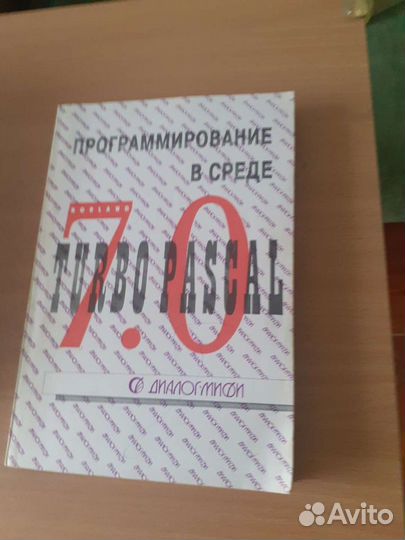 ПРОГРАММИРОВАНИЕ
В СРЕДЕ
BORLAND
7.0
TURBO PASCAL
ДИАЛОГ-МИФИ
Avito